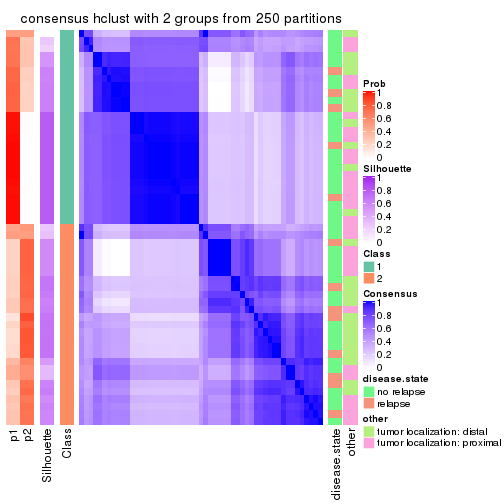 consensus hclust with 2 groups from 250 partitions
Prob
1
0.8
0.6
0.4
0.2
0
Silhouette
1
0.8
0.6
0.4
0.2
0
Class
1
2
Consensus
1
0.8
0.6
0.4
0.2
0
disease.state
no relapse
relapse
other
tumor localization: distal
tumor localization: proximal
p1
p2
Silhouette
Class
disease.state
other